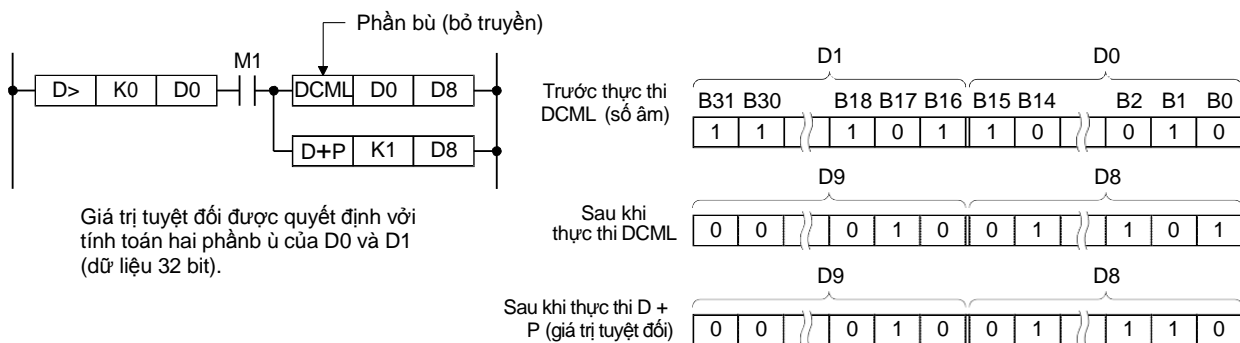 Phần bù (bỏ truyền)
M1
D> K0 D0 DCML D0 D8
D+P K1 D8
Giá trị tuyệt đối được quyết định vởi
tính toán hai phầnb ù của D0 và D1
(dữ liệu 32 bit).
D1 D0
Trước thực thi
DCML (số âm)
B31 B30 B18 B17 B16 B15 B14 B2 B1 B0
1 1 1 0 1 1 0 0 1 0
D9 D8
Sau khi
thực thi DCML
0 0 0 1 0 0 1 1 0 1
D9 D8
Sau khi thực thi D +
P (giá trị tuyệt đối)
0 0 0 1 0 0 1 1 1 0